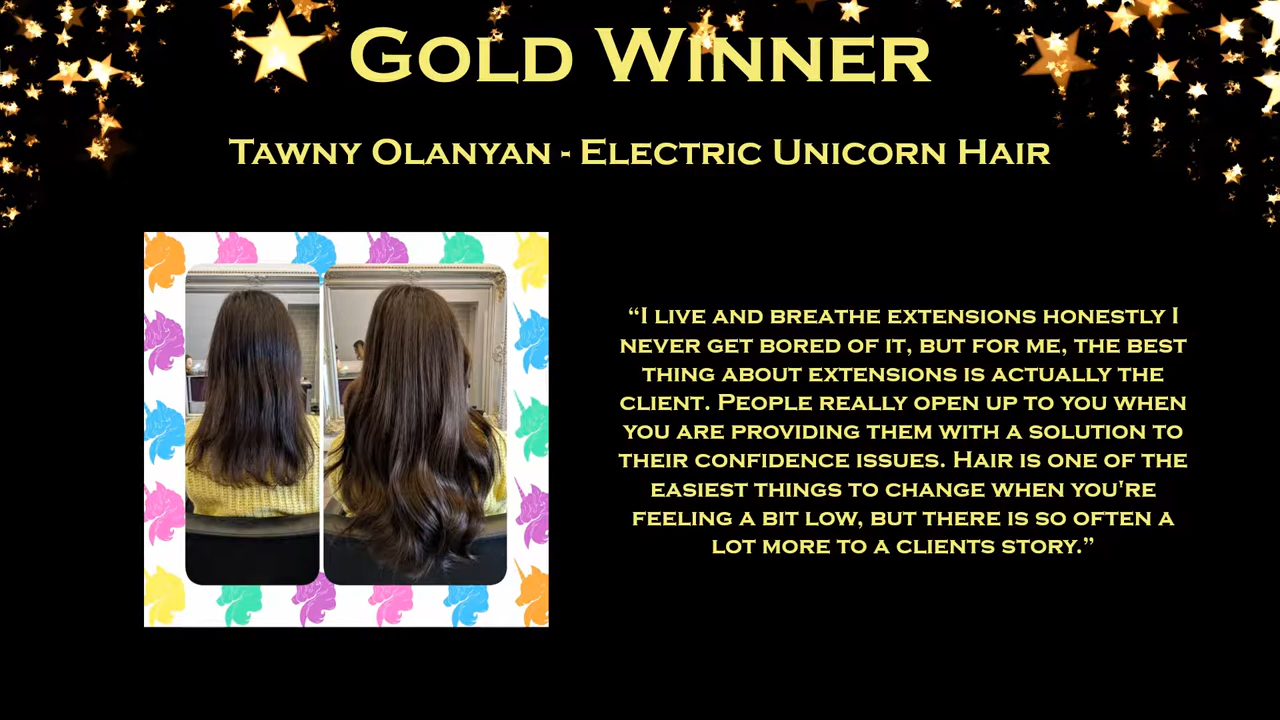 Gold Winner
Tawny Olanyan - Electric Unicorn Hair
“I live and breathe extensions honestly I
never get bored of it, but for me, the best
thing about extensions is actually the
client. People really open up to you when
you are providing them with a solution to
their confidence issues. Hair is one of the
easiest things to change when you're
feeling a bit low, but there is so often a
lot more to a clients story.”